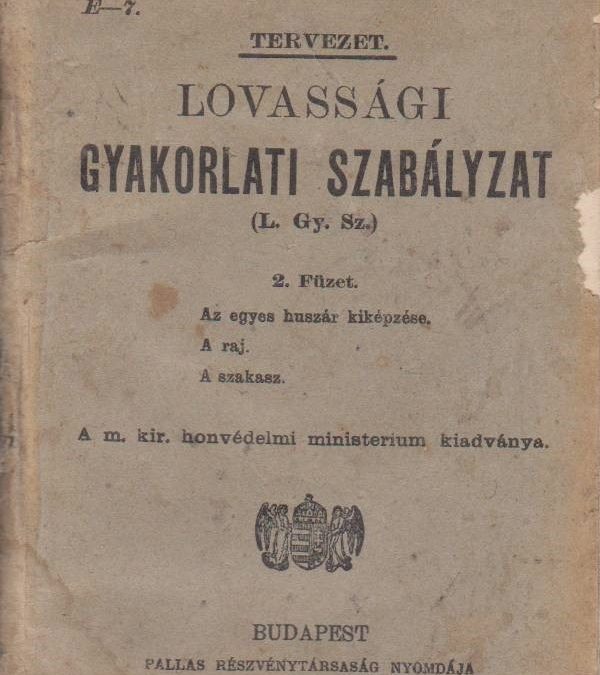 E—7.
TERVEZET.
LOVASSÁGI
GYAKORLATI SZABÁLYZAT
(L. Gy. Sz.)
2. Füzet.
Az egyes huszár kiképzése.
A raj.
A szakasz.
A m. kir. honvédelmi ministerium kiadványa.
BUDAPEST
PALLAS RÉSZVÉNYTÁRSASÁG NYOMDÁJA